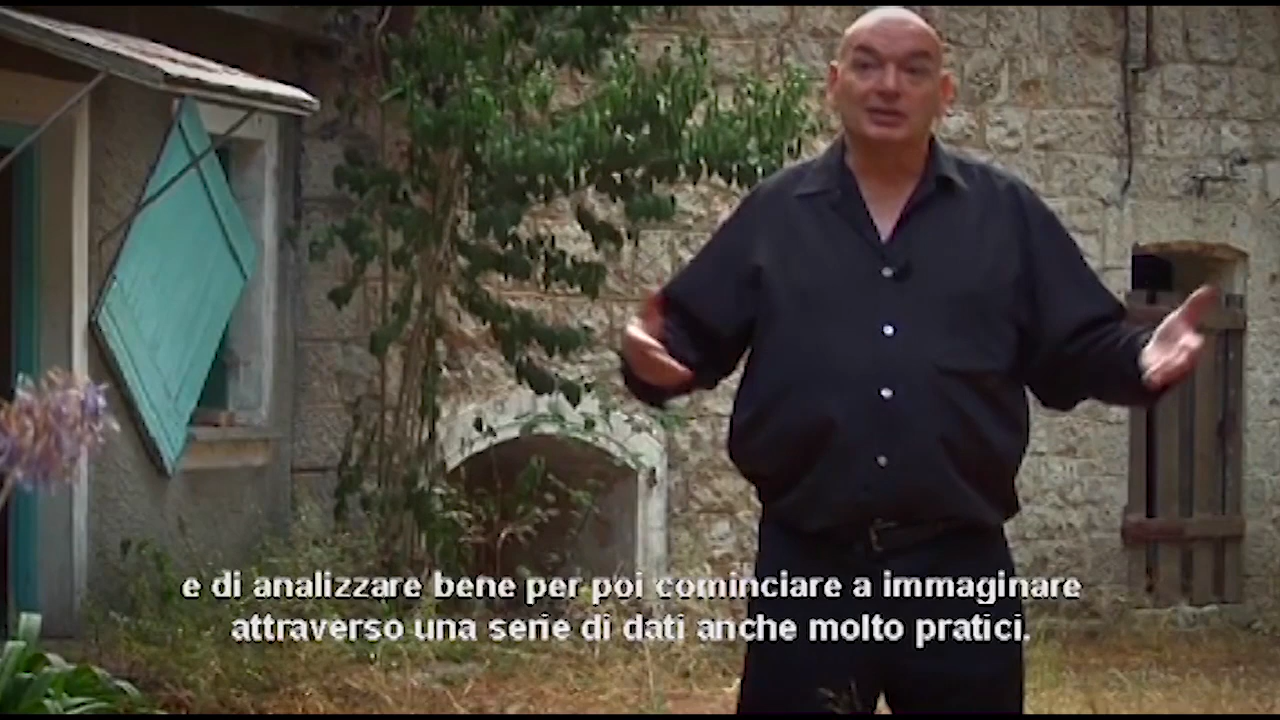 e di analizzare bene per poi cominciare a immaginare
attraverso una serie di dati anche molto pratici.